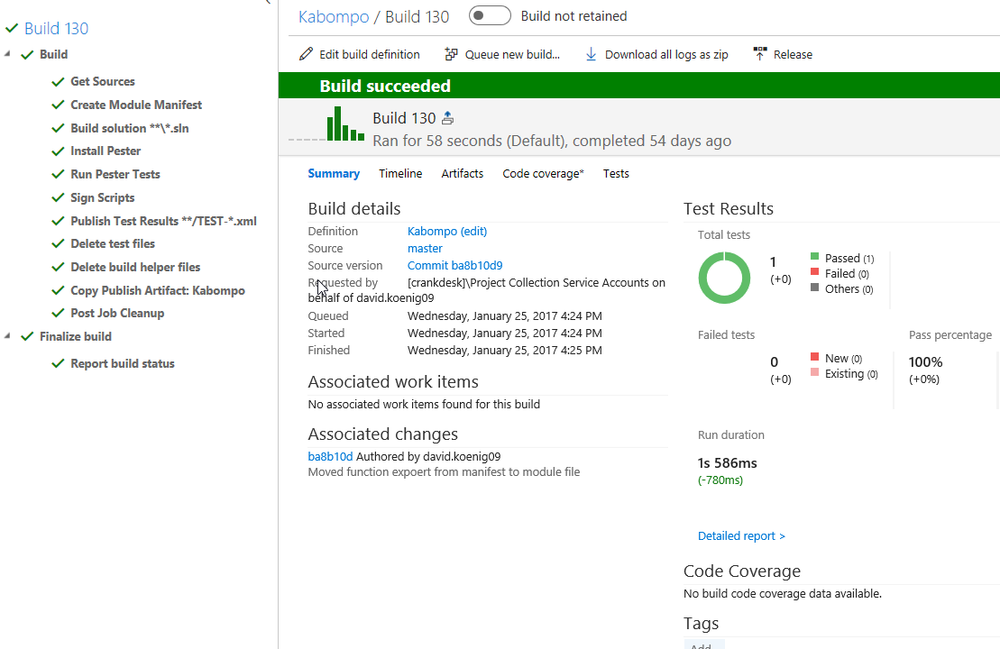 Build 130
Build
Get Sources
Create Module Manifest
Build solution **\*.sln
Install Pester
Run Pester Tests
Sign Scripts
Publish Test Results **/TEST-*.xml
Delete test files
Delete build helper files
Copy Publish Artifact: Kabompo
Post Job Cleanup
Finalize build
Report build status
Kabompo / Build 130 Build not retained
Edit build definition Queue new build... Download all logs as zip Release
Build succeeded
Build 130
Ran for 58 seconds (Default), completed 54 days ago
Summary Timeline Artifacts Code coverage* Tests
Build details
Definition Kabompo (edit)
Source master
Source version Commit ba8b10d9
Requested by [crankdesk]\Project Collection Service Accounts on
behalf of david.koenig09
Queued Wednesday, January 25, 2017 4:24 PM
Started Wednesday, January 25, 2017 4:24 PM
Finished Wednesday, January 25, 2017 4:25 PM
Associated work items
No associated work items found for this build
Associated changes
ba8b10d Authored by david.koenig09
Moved function expoert from manifest to module file
Test Results
Total tests
1
(+0)
Passed (1)
Failed (0)
Others (0)
Failed tests
0
(+0)
New (0)
Existing (0)
Pass percentage
100%
(+0%)
Run duration
1s 586ms
(-780ms)
Detailed report >
Code Coverage
No build code coverage data available.
Tags
Add...